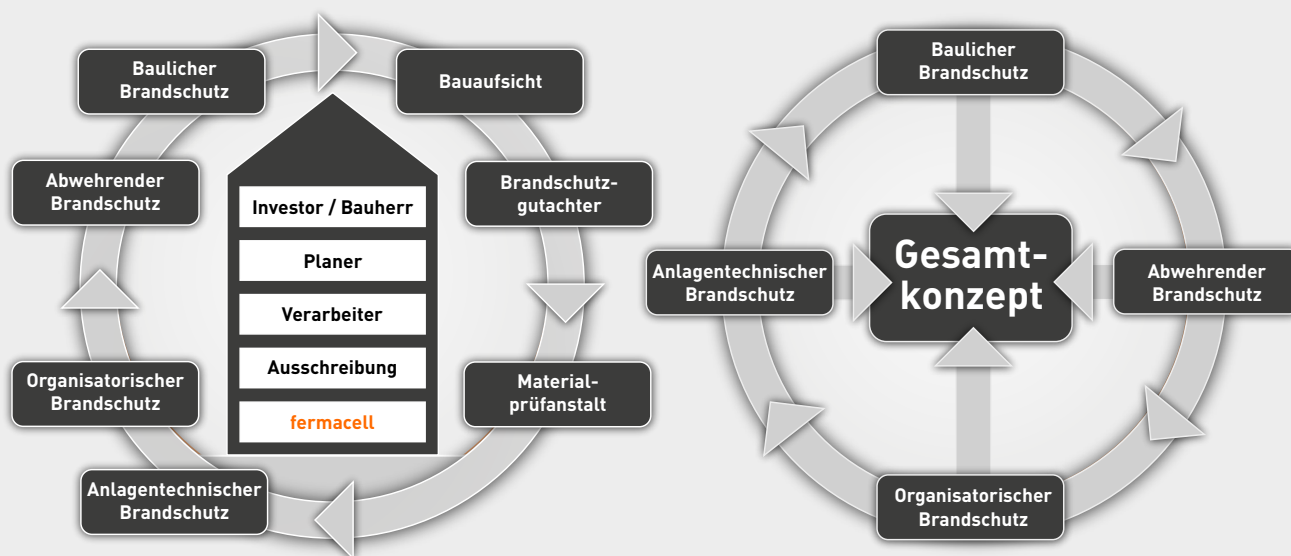 Baulicher
Brandschutz
Bauaufsicht
Brandschutz-
gutachter
Material-
prüfanstalt
Anlagentechnischer
Brandschutz
Organisatorischer
Brandschutz
Abwehrender
Brandschutz
Investor / Bauherr
Planer
Verarbeiter
Ausschreibung
fermacell
Baulicher
Brandschutz
Abwehrender
Brandschutz
Organisatorischer
Brandschutz
Anlagentechnischer
Brandschutz
Gesamt-
konzept